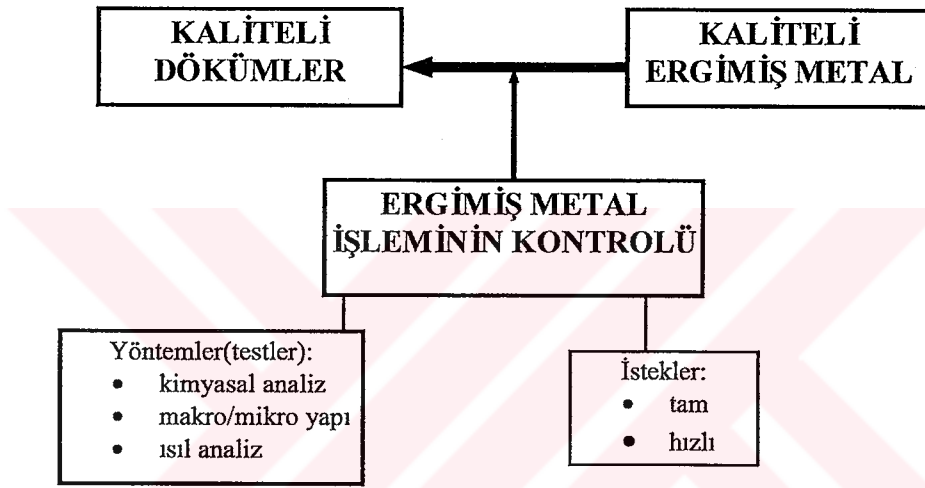 KALİTELİ
DÖKÜMLER
KALİTELİ
ERGİMİŞ METAL
ERGİMİŞ METAL
İŞLEMİNİN KONTROLÜ
Yöntemler(testler):
• kimyasal analiz
• makro/mikro yapı
• ısıl analiz
İstekler:
• tam
• hızlı